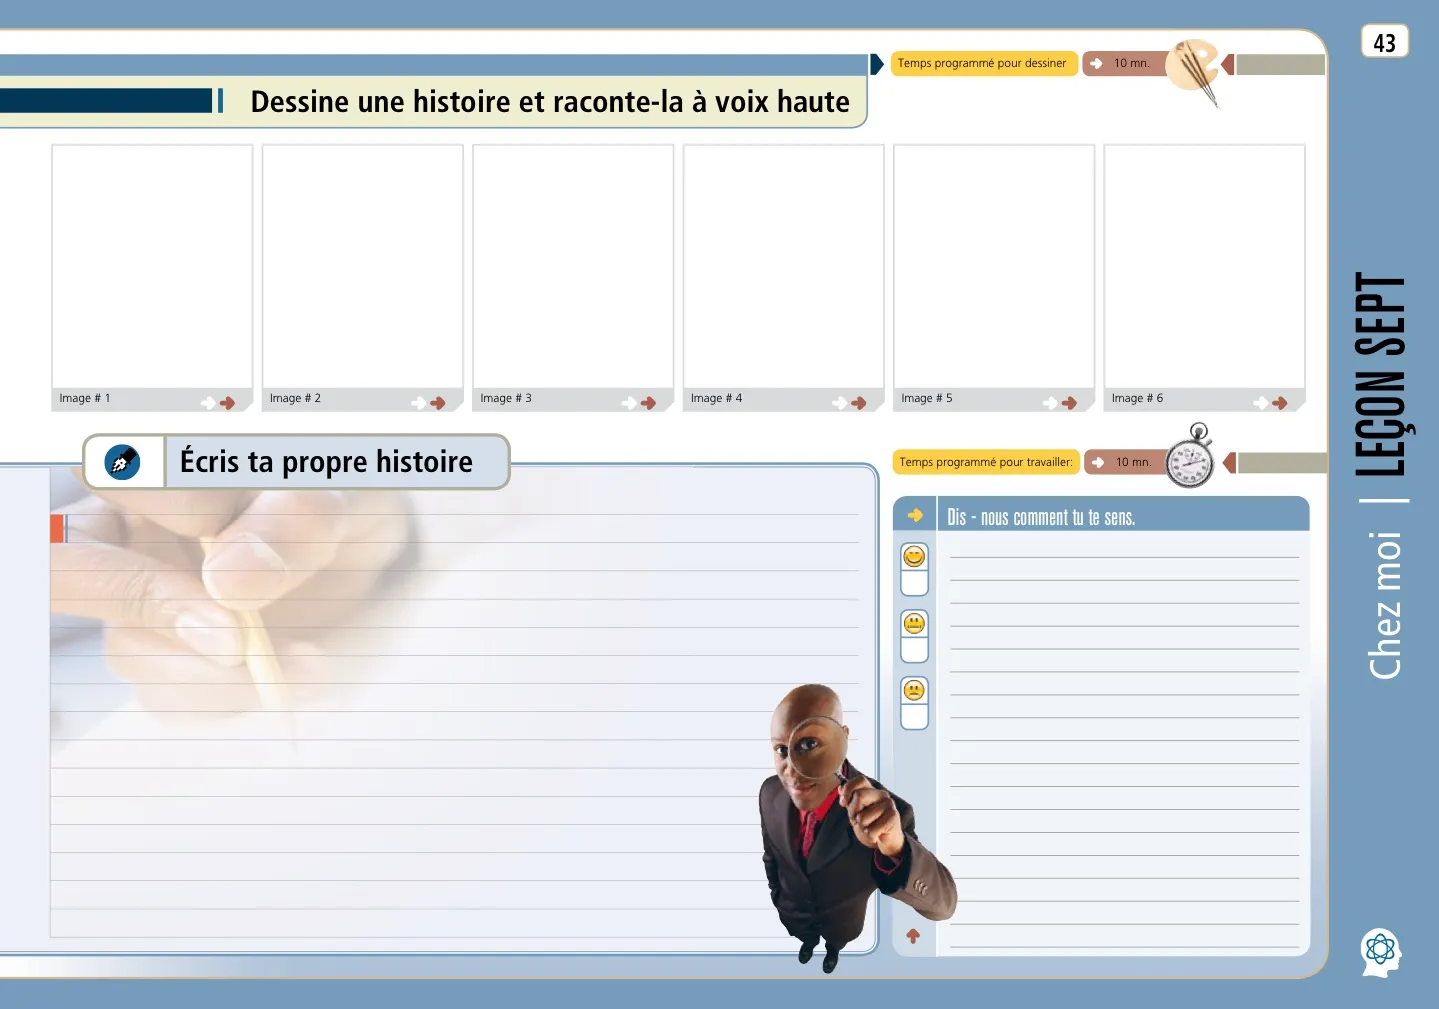 43
Temps programmé pour dessiner
10 mn.
Dessine une histoire et raconte-la à voix haute
Image # 1
Image # 2
Image # 3
Image # 4
Image # 5
Image # 6
Écris ta propre histoire
Temps programmé pour travailler:
10 mn.
Dis - nous comment tu te sens.
Chez moi | LEÇON SEPT